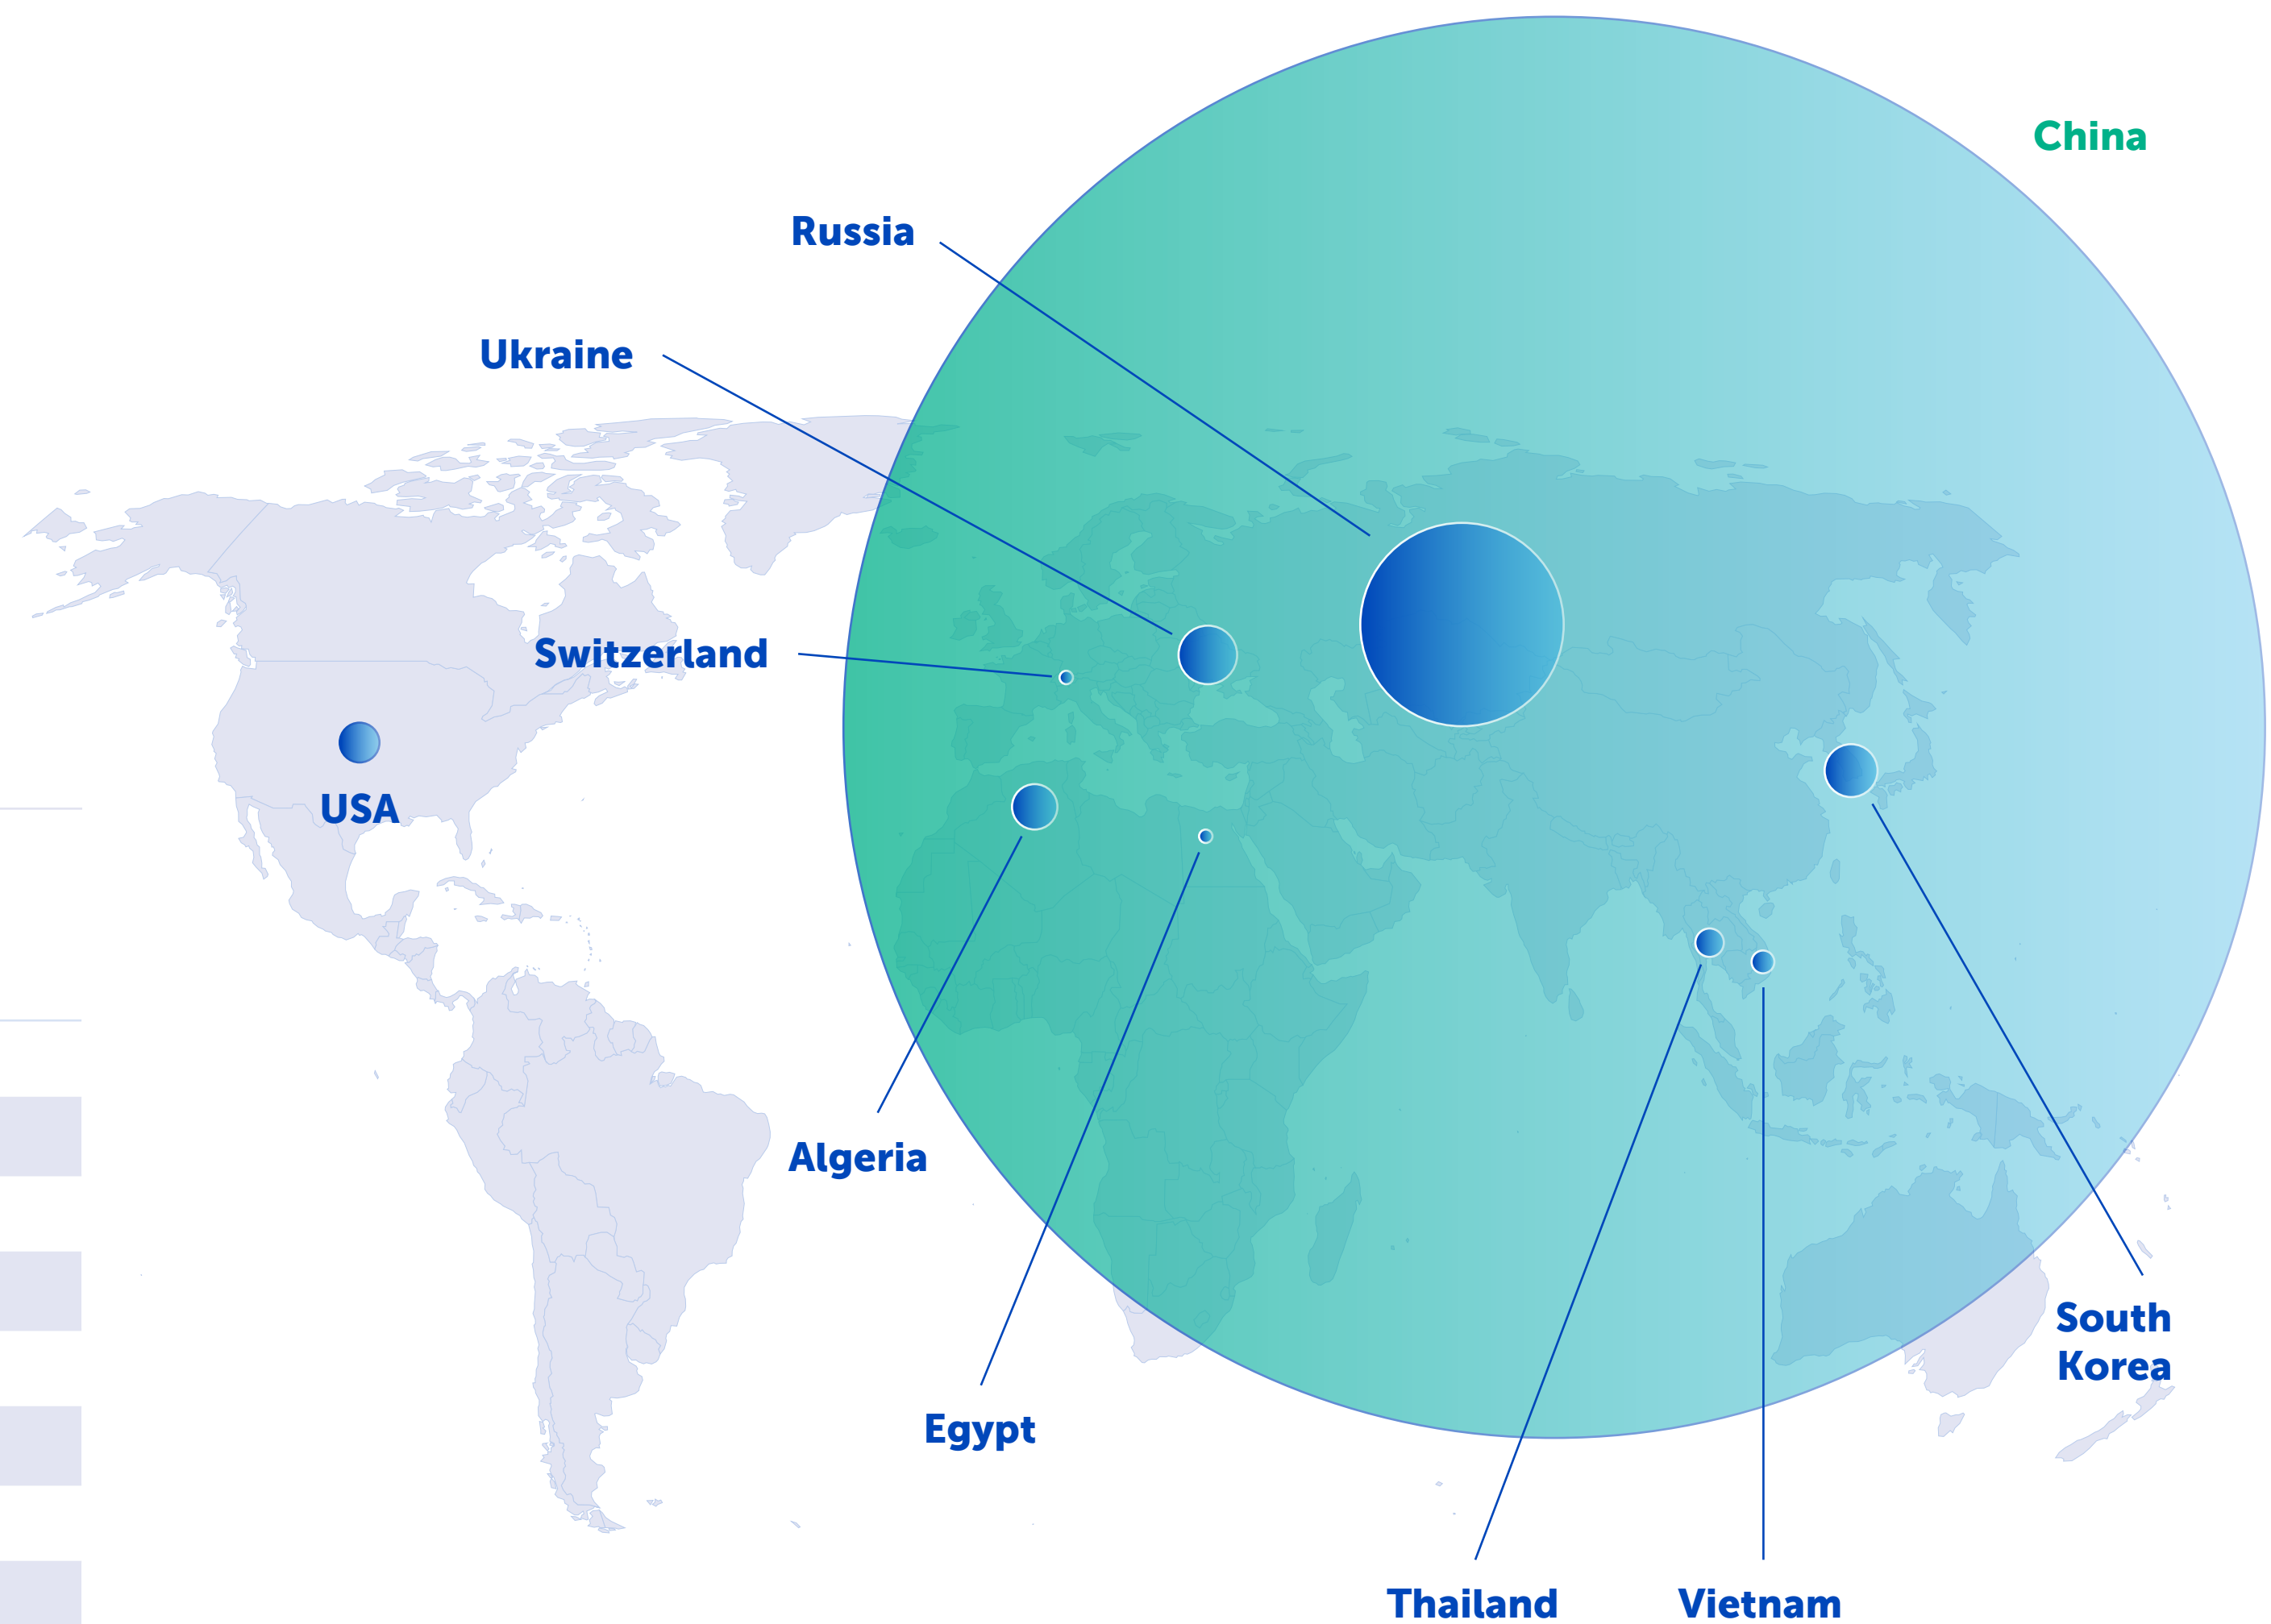 China
Russia
Ukraine
Switzerland
USA
Algeria
South
Korea
Egypt
Thailand
Vietnam